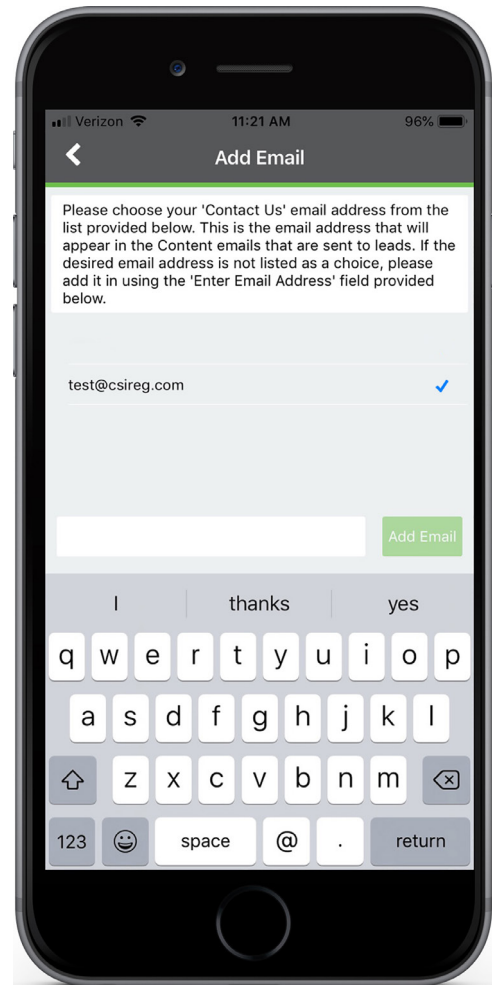 Verizon 11:21 AM 96%
Add Email
Please choose your 'Contact Us' email address from the
list provided below. This is the email address that will
appear in the Content emails that are sent to leads. If the
desired email address is not listed as a choice, please
add it in using the 'Enter Email Address' field provided
below.
test@csireg.com
Add Email
I thanks yes
q w e r t y u i o p
a s d f g h j k l
z x c v b n m
123 space @ . return